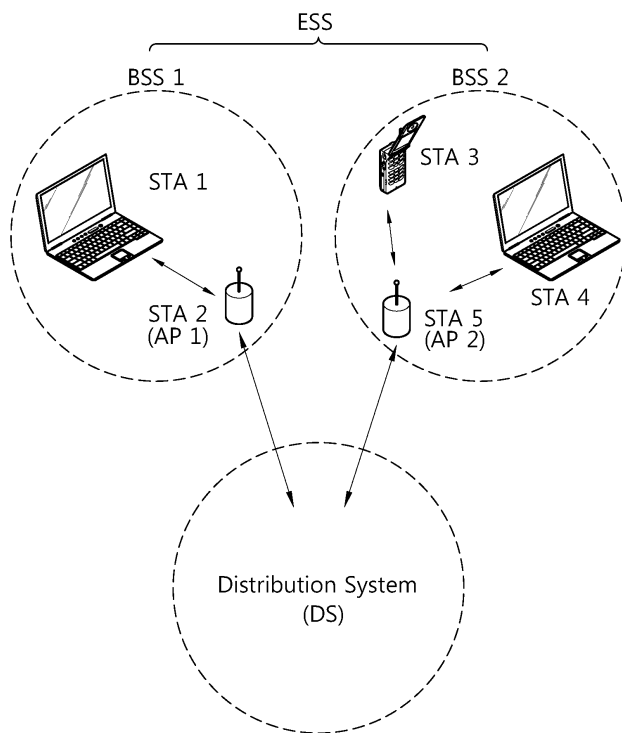 ESS
BSS 1
BSS 2
STA 1
STA 2
(AP 1)
STA 3
STA 4
STA 5
(AP 2)
Distribution System
(DS)